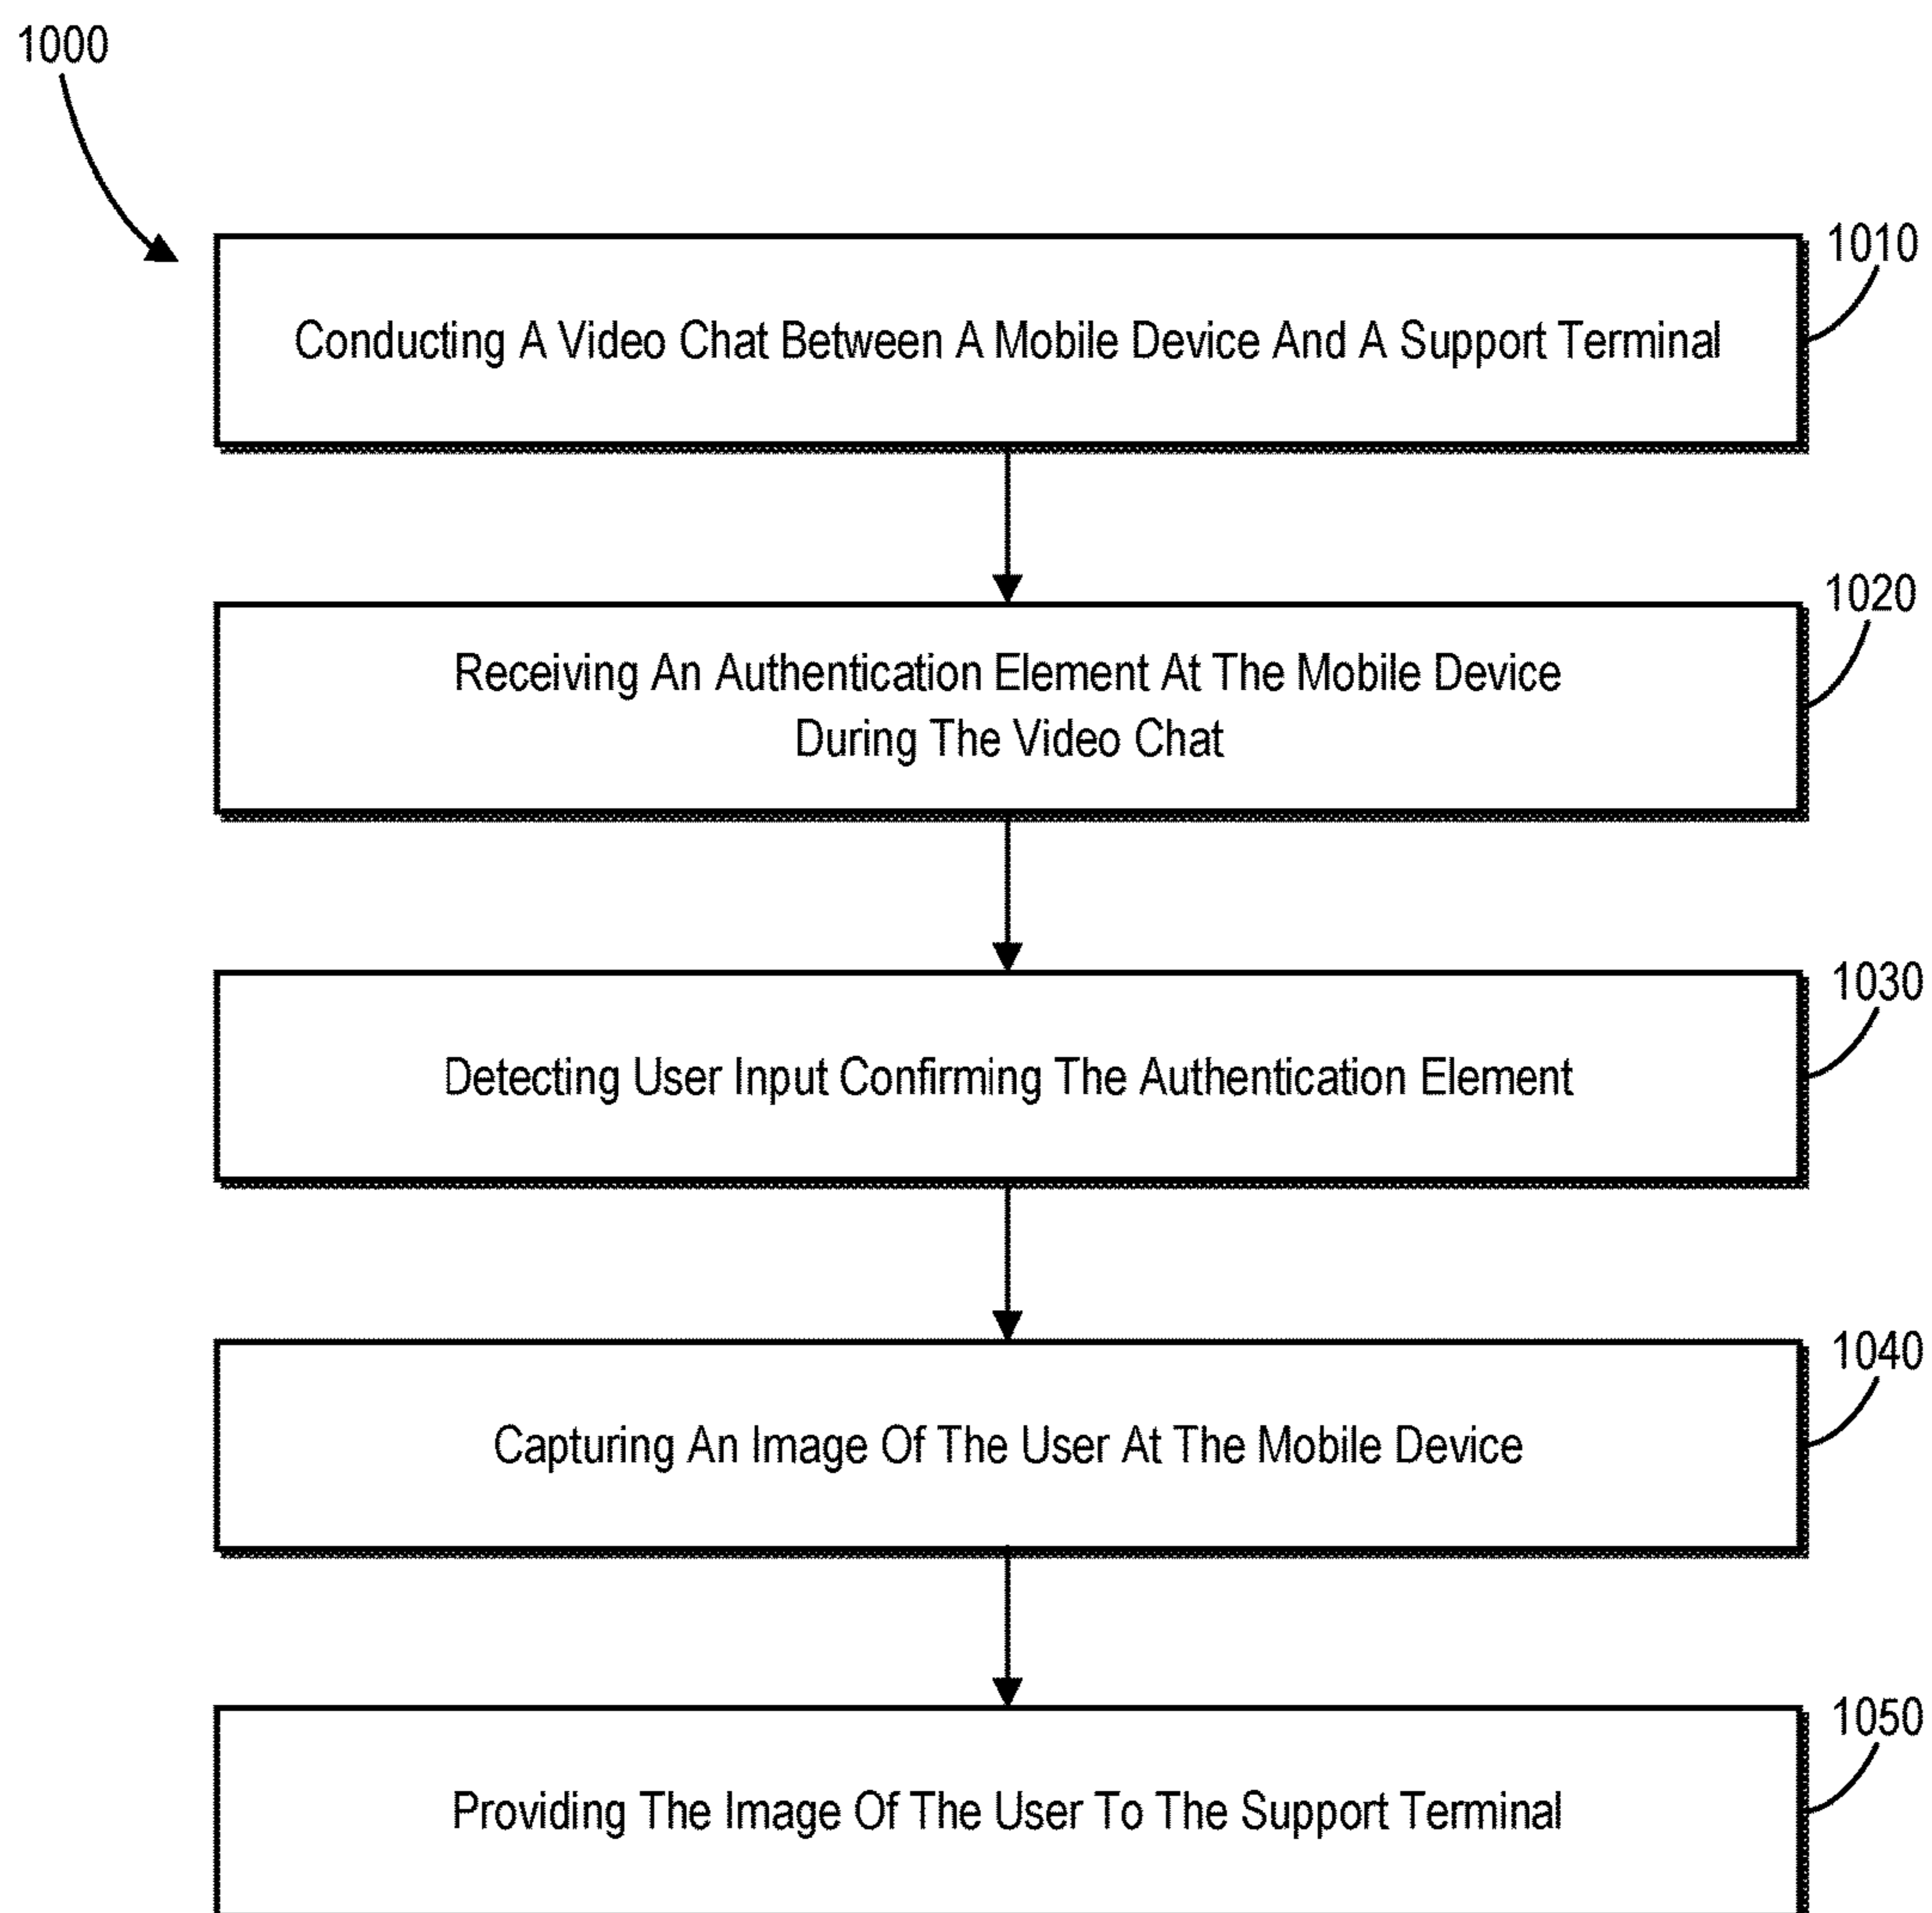 1000
1010
Conducting A Video Chat Between A Mobile Device And A Support Terminal
1020
Receiving An Authentication Element At The Mobile Device
During The Video Chat
1030
Detecting User Input Confirming The Authentication Element
1040
Capturing An Image Of The User At The Mobile Device
1050
Providing The Image Of The User To The Support Terminal